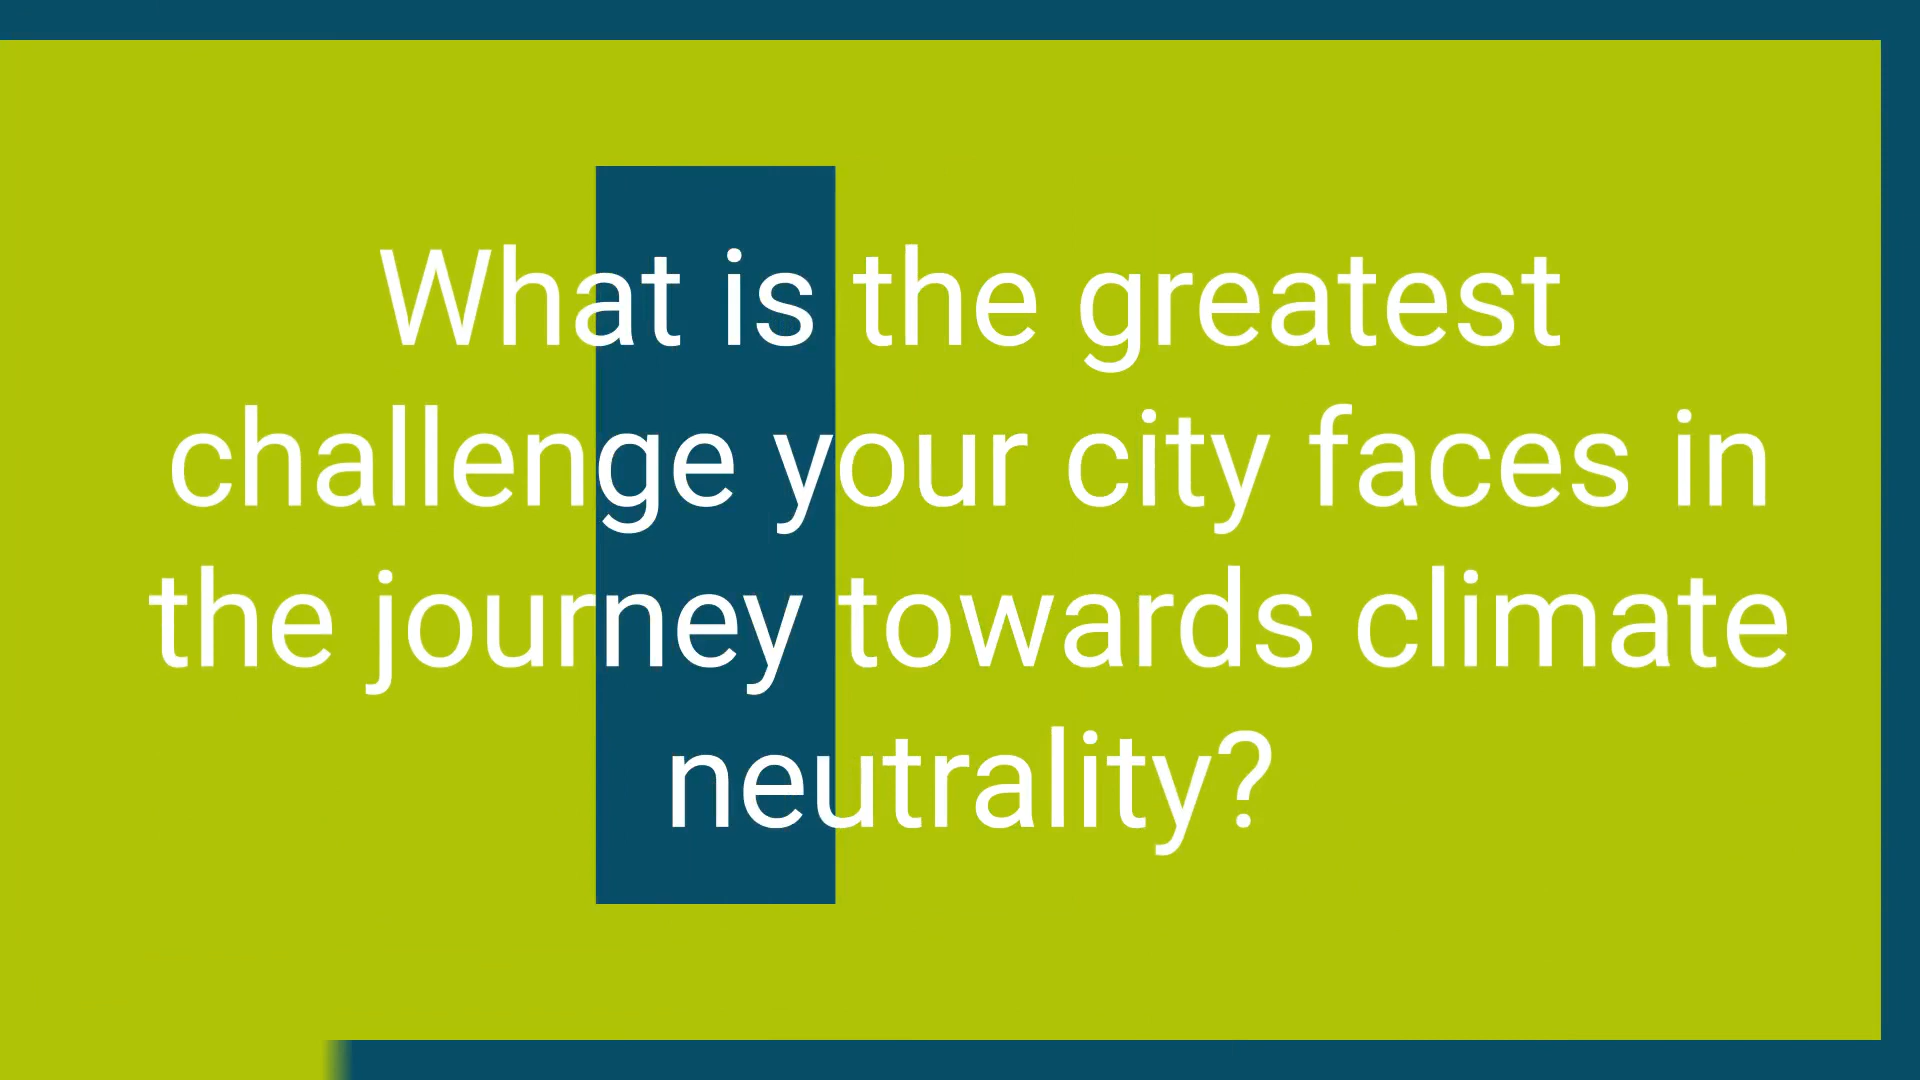 What is the greatest
challenge your city faces in
the journey towards climate
neutrality?